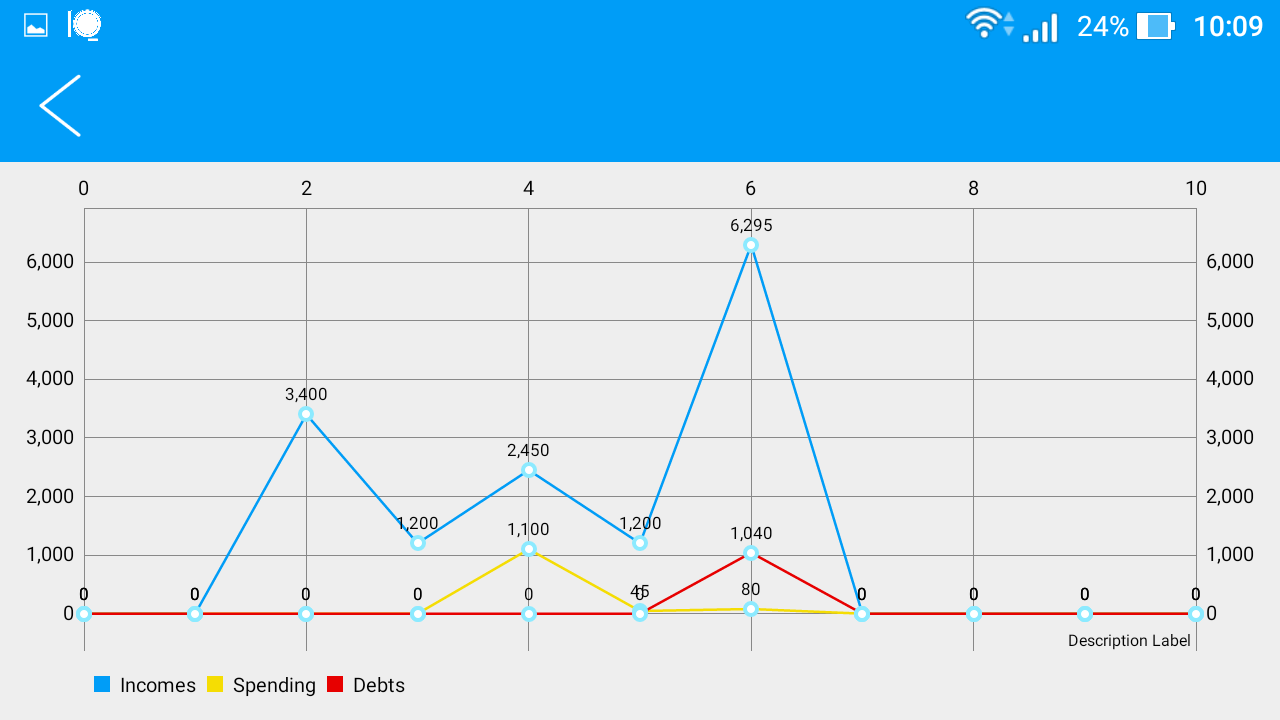 24% 10:09
0 2 4 6 8 10
6,295
6,000 6,000
5,000 5,000
4,000 4,000
3,400
3,000 3,000
2,450
2,000 2,000
1,200 1,100 1,200 1,040
1,000 1,000
0 0 0 0 0 45 80 0 0 0 0
0 0
Description Label
Incomes Spending Debts